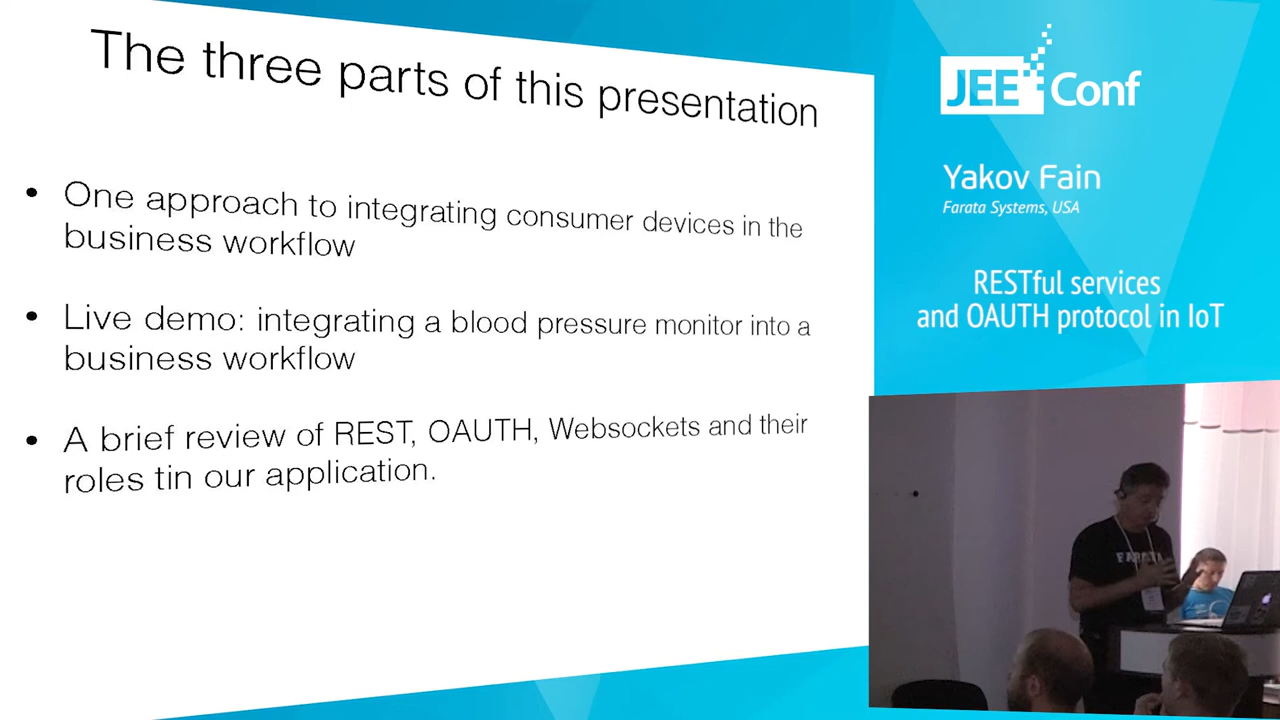 The three parts of this presentation
• One approach to integrating consumer devices in the
business workflow
• Live demo: integrating a blood pressure monitor into a
business workflow
• A brief review of REST, OAUTH, Websockets and their
roles tin our application.
JEE Conf
Yakov Fain
Farata Systems, USA
RESTful services
and OAUTH protocol in IoT